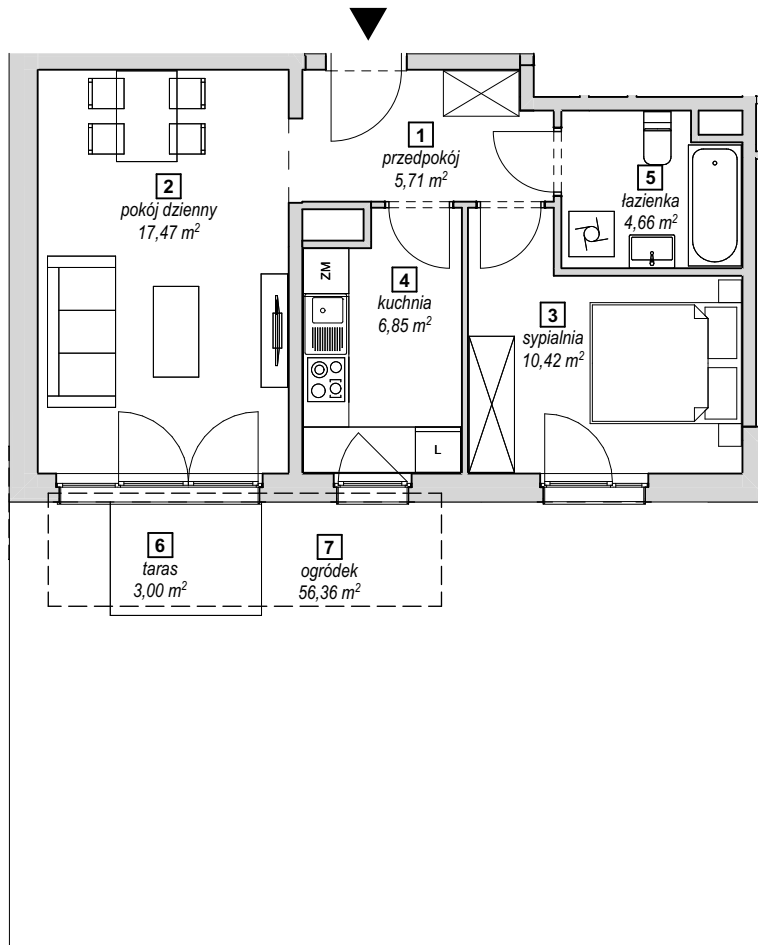 1
przedpokój
5,71 m²
2
pokój dzienny
17,47 m²
5
łazienka
4,66 m²
ZM
4
kuchnia
6,85 m²
3
sypialnia
10,42 m²
L
6
taras
3,00 m²
7
ogródek
56,36 m²